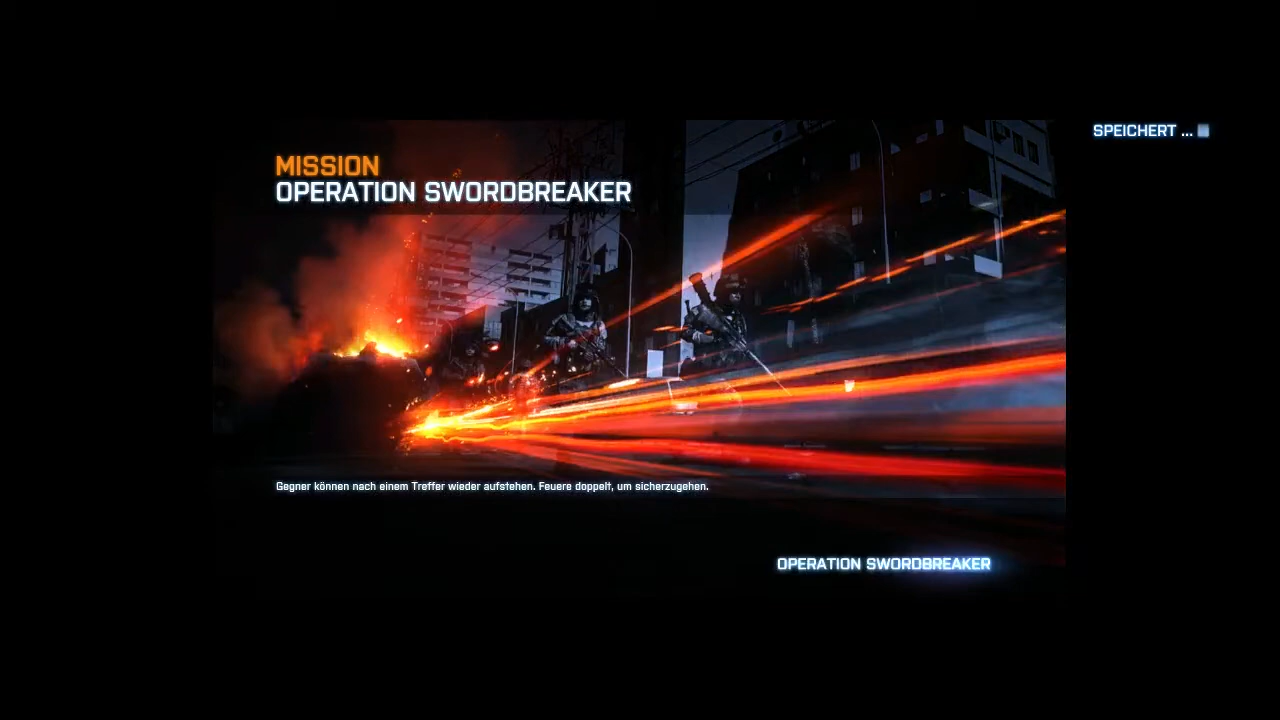 SPEICHERT ...
MISSION
OPERATION SWORDBREAKER
Gegner können nach einem Treffer wieder aufstehen. Feuere doppelt, um sicherzugehen.
OPERATION SWORDBREAKER